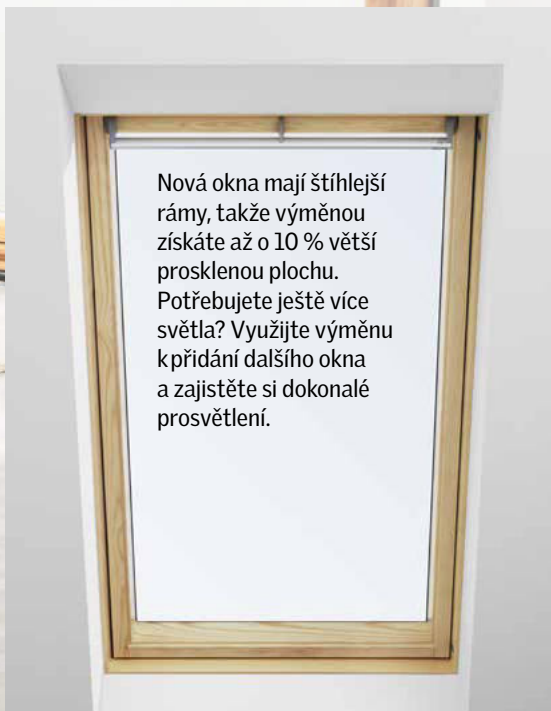 Nová okna mají štíhlejší
rámy, takže výměnou
získáte až o 10 % větší
prosklenou plochu.
Potřebujete ještě více
světla? Využijte výměnu
k přidání dalšího okna
a zajistěte si dokonalé
prosvětlení.